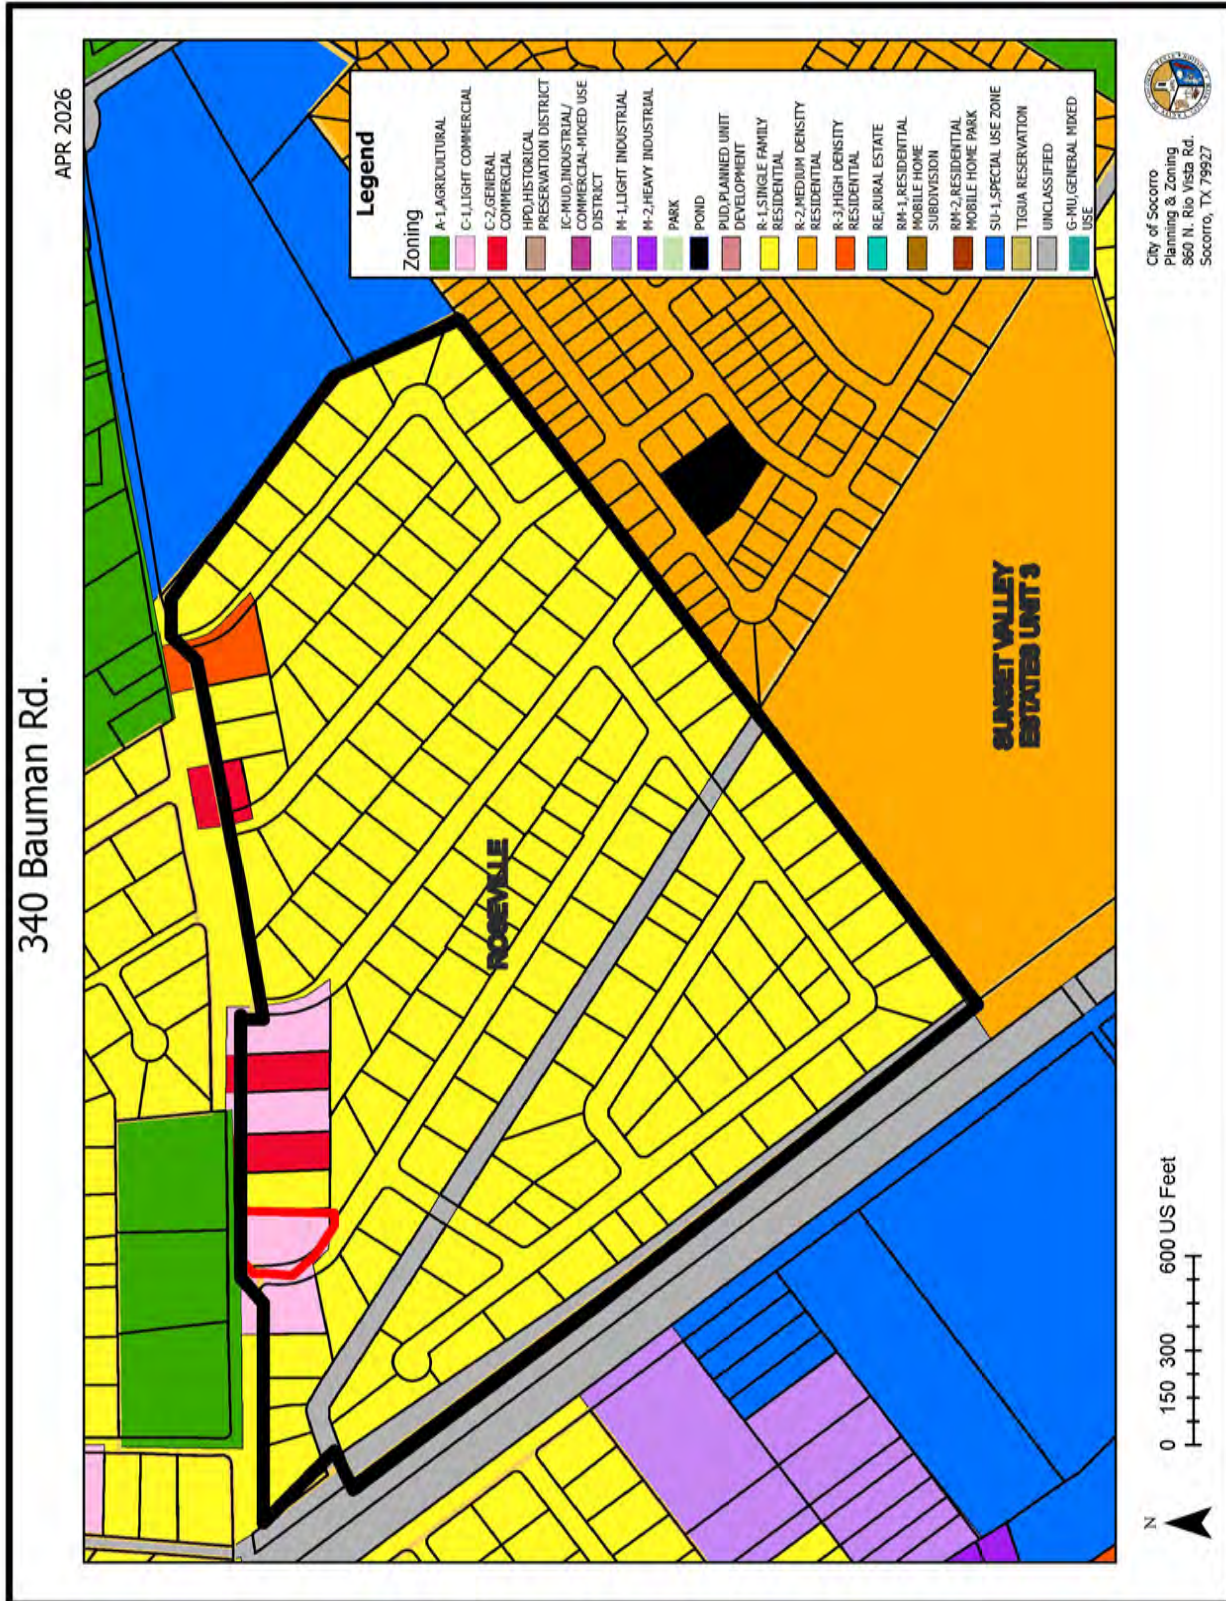 340 Bauman Rd.
APR 2026
Legend
Zoning
A-1,AGRICULTURAL
C-1,LIGHT COMMERCIAL
C-2,GENERAL
COMMERCIAL
HPD,HISTORICAL
PRESERVATION DISTRICT
IC-MUD,INDUSTRIAL/
COMMERCIAL-MIXED USE
DISTRICT
M-1,LIGHT INDUSTRIAL
M-2,HEAVY INDUSTRIAL
PARK
POND
PUD,PLANNED UNIT
DEVELOPMENT
R-1,SINGLE FAMILY
RESIDENTIAL
R-2,MEDIUM DENSITY
RESIDENTIAL
R-3,HIGH DENSITY
RESIDENTIAL
RE,RURAL ESTATE
RM-1,RESIDENTIAL
MOBILE HOME
SUBDIVISION
RM-2,RESIDENTIAL
MOBILE HOME PARK
SU-1,SPECIAL USE ZONE
TIGUA RESERVATION
UNCLASSIFIED
G-MU,GENERAL MIXED
USE
ROSEVILLE
SUNSET VALLEY
ESTATES UNIT 3
N
0 150 300 600 US Feet
City of Socorro
Planning & Zoning
860 N. Rio Vista Rd.
Socorro, TX 79927